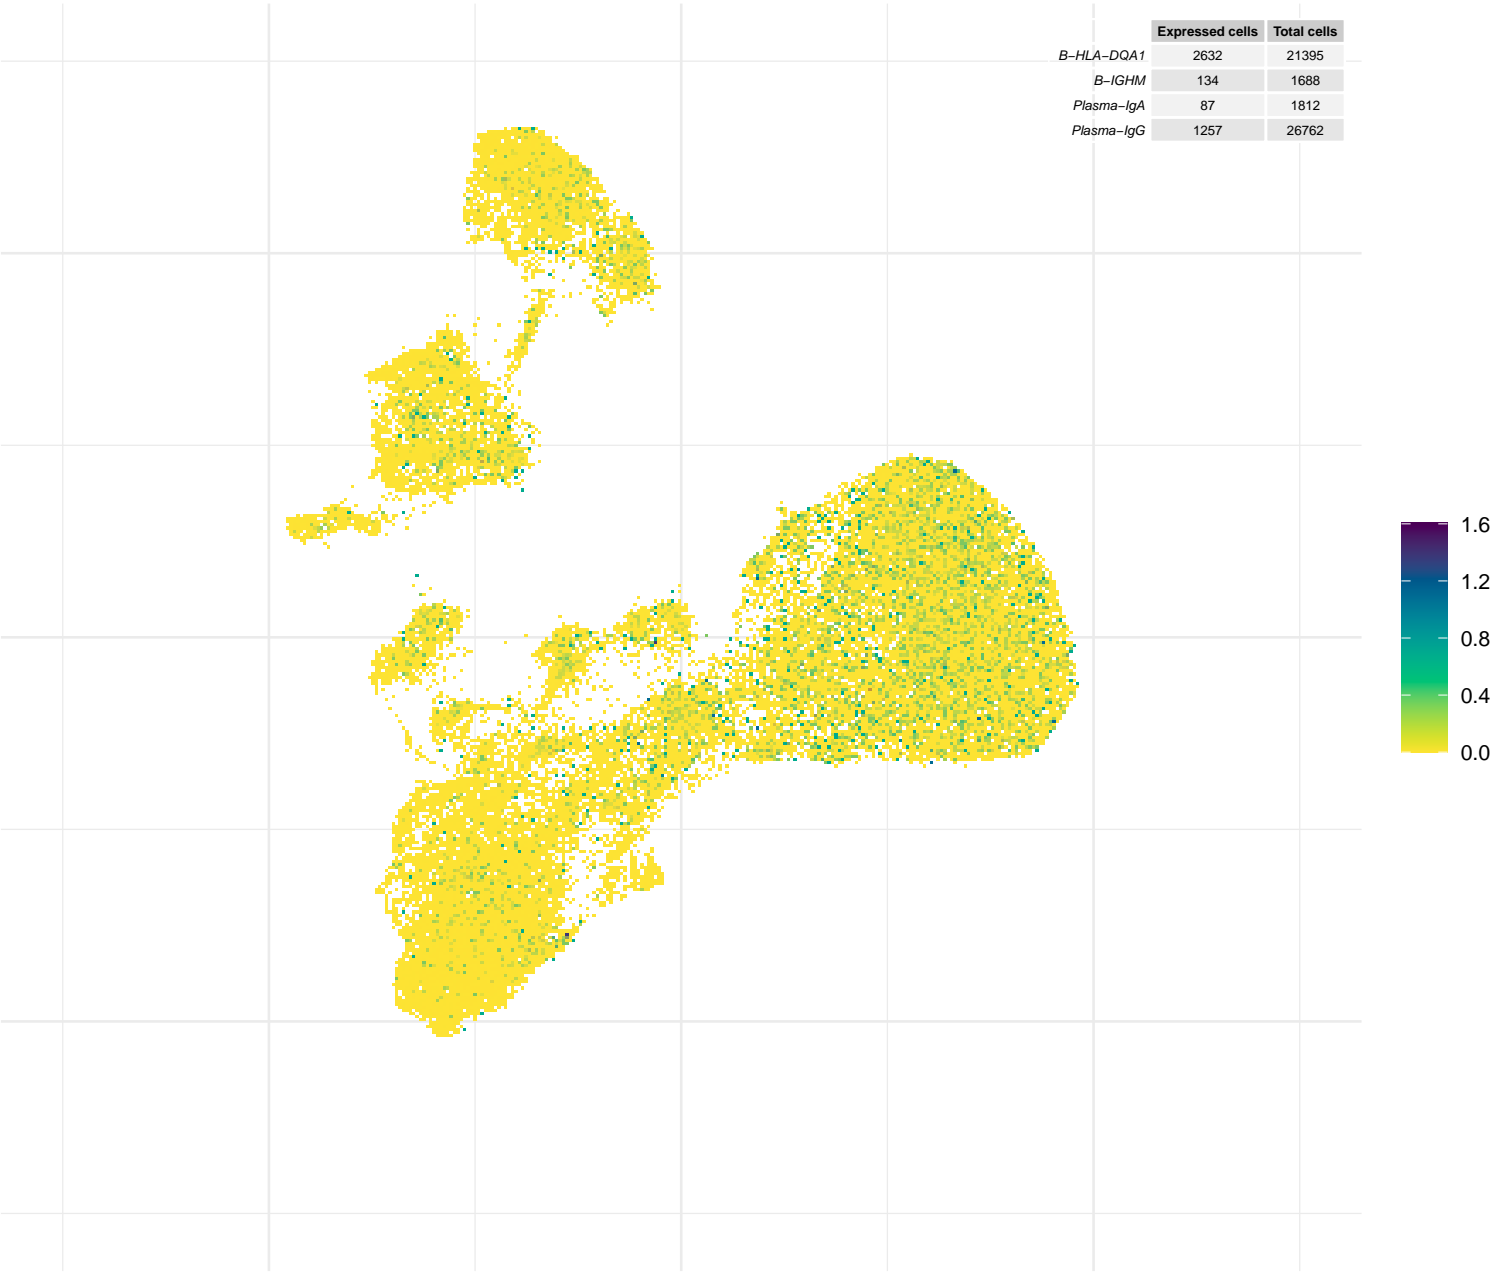 Expressed cells Total cells
B−HLA−DQA1 2632 21395
B−IGHM 134 1688
Plasma−IgA 87 1812
Plasma−IgG 1257 26762
1.6
1.2
0.8
0.4
0.0